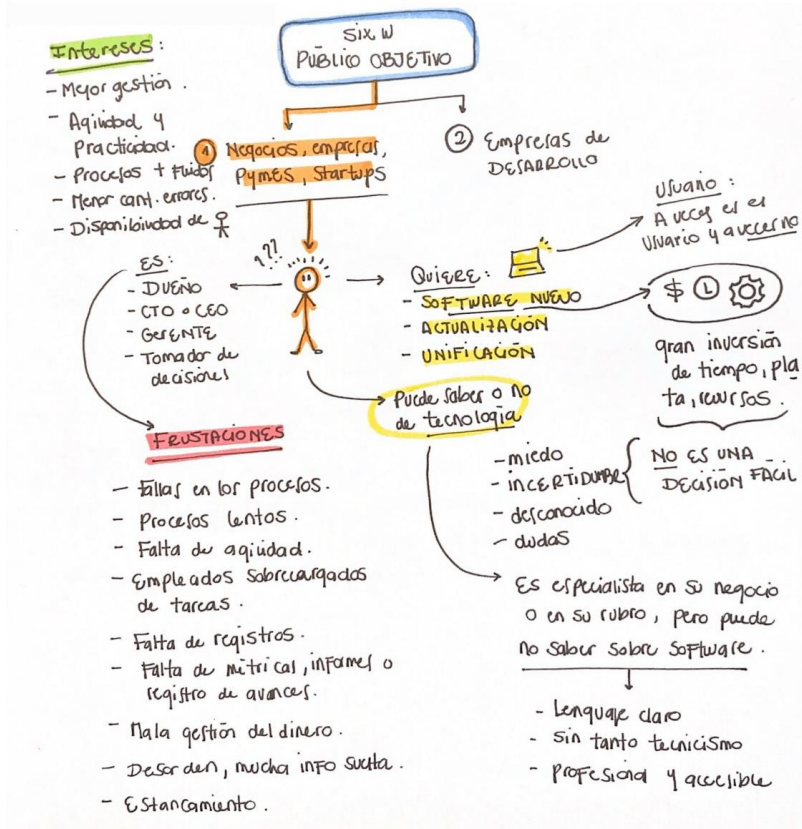 SIX W
PÚBLICO OBJETIVO
Intereses:
- Mejor gestión.
- Agilidad y
Practicidad.
- Procesos + Fluidos
- Menor cant. errores.
- Disponibilidad de
1 Negocios, empresas,
Pymes, Startups
2 Empresas de
DESARROLLO
???
ES:
- DUEÑO
- CTO o CEO
- GERENTE
- Tomador de
decisiones
QUIERE:
- SOFTWARE NUEVO
- ACTUALIZACIÓN
- UNIFICACIÓN
Usuario:
A veces es el
Usuario y a veces no
$
gran inversión
de tiempo, pla
ta, recursos.
NO ES UNA
DECISIÓN FÁCIL
Puede saber o no
de tecnología
- miedo
- INCERTIDUMBRE
- desconocido
- dudas
Es especialista en su negocio
o en su rubro, pero puede
no saber sobre software.
- Lenguaje claro
- Sin tanto tecnicismo
- Profesional y accesible
FRUSTACIONES
- Fallas en los procesos.
- Procesos lentos.
- Falta de agilidad.
- Empleados sobrecargados
de tareas.
- Falta de registros.
- Falta de métricas, informes o
registro de avances.
- Mala gestión del dinero.
- Desorden, mucha info suelta.
- Estancamiento.